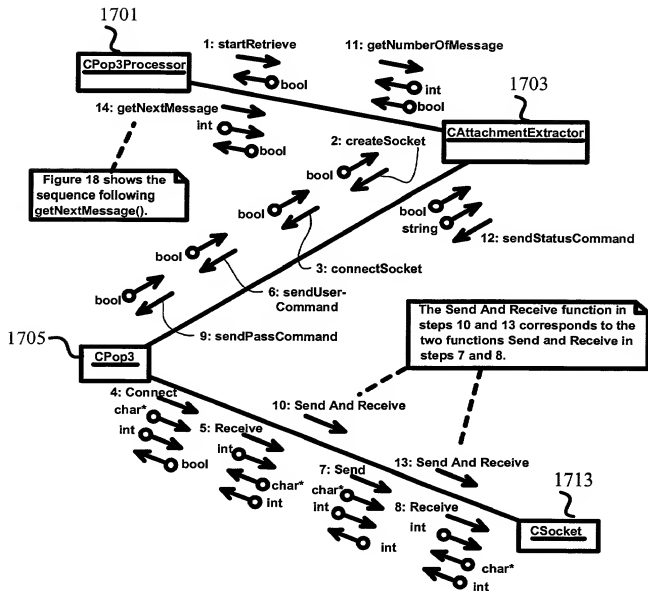 1701
CPop3Processor
1: startRetrieve
bool
11: getNumberOfMessage
int
bool
1703
CAttachmentExtractor
14: getNextMessage
int
bool
Figure 18 shows the
sequence following
getNextMessage().
2: createSocket
bool
bool
3: connectSocket
bool
string
12: sendStatusCommand
bool
6: sendUser-
Command
bool
9: sendPassCommand
The Send And Receive function in
steps 10 and 13 corresponds to the
two functions Send and Receive in
steps 7 and 8.
1705
CPop3
4: Connect
char*
int
bool
5: Receive
int
char*
int
10: Send And Receive
7: Send
char*
int
int
13: Send And Receive
8: Receive
int
char*
int
1713
CSocket